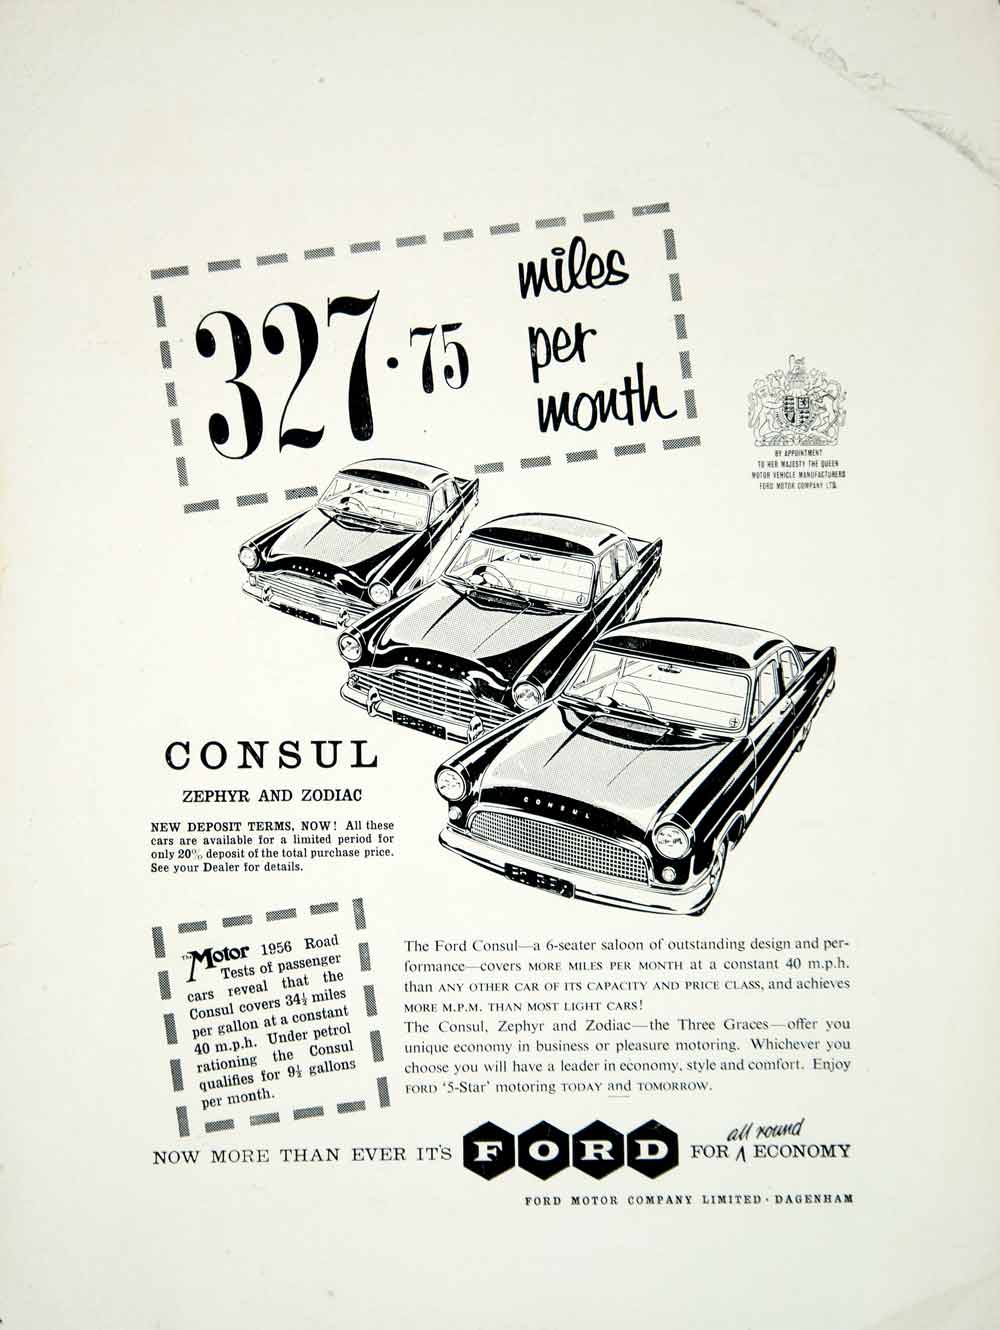 327·75
miles
per
month
BY APPOINTMENT
TO HER MAJESTY THE QUEEN
MOTOR VEHICLE MANUFACTURERS
FORD MOTOR COMPANY LTD.
ZEPHYR
CONSUL
CONSUL
ZEPHYR AND ZODIAC
NEW DEPOSIT TERMS, NOW! All these
cars are available for a limited period for
only 20% deposit of the total purchase price.
See your Dealer for details.
The Motor 1956 Road
Tests of passenger
cars reveal that the
Consul covers 34½ miles
per gallon at a constant
40 m.p.h. Under petrol
rationing the Consul
qualifies for 9½ gallons
per month.
The Ford Consul—a 6-seater saloon of outstanding design and per-
formance—covers MORE MILES PER MONTH at a constant 40 m.p.h.
than ANY OTHER CAR OF ITS CAPACITY AND PRICE CLASS, and achieves
MORE M.P.M. THAN MOST LIGHT CARS!
The Consul, Zephyr and Zodiac—the Three Graces—offer you
unique economy in business or pleasure motoring. Whichever you
choose you will have a leader in economy, style and comfort. Enjoy
FORD '5-Star' motoring TODAY and TOMORROW.
NOW MORE THAN EVER IT'S FORD FOR all round ECONOMY
FORD MOTOR COMPANY LIMITED · DAGENHAM